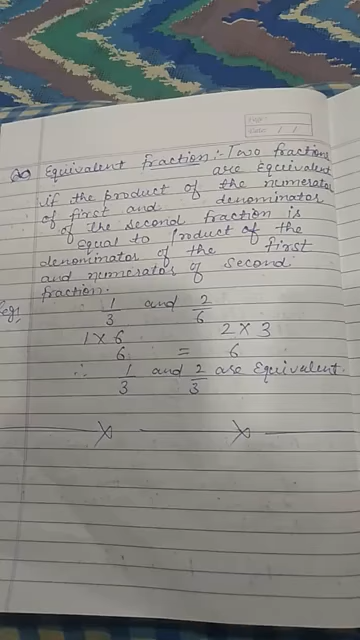 Page:
Date: / /
Equivalent fraction:- Two fractions
are equivalent
if the product of the numerator
of first and denominator
of the second fraction is
equal to product of the
denominator of the first
and numerator of second
fraction.
eg: 1/3 and 2/6
1 × 6 2 × 3
6 = 6
∴ 1/3 and 2/3 are equivalent.